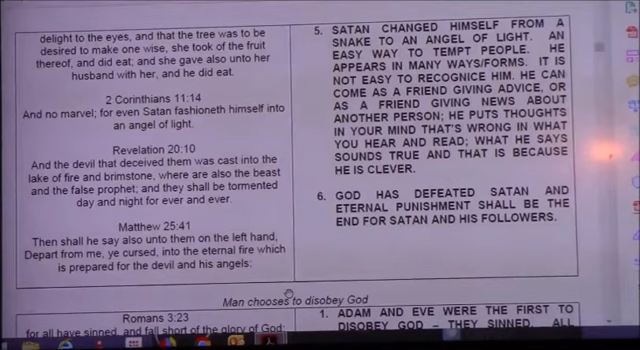 delight to the eyes, and that the tree was to be
desired to make one wise, she took of the fruit
thereof, and did eat; and she gave also unto her
husband with her, and he did eat.
2 Corinthians 11:14
And no marvel; for even Satan fashioneth himself into
an angel of light.
Revelation 20:10
And the devil that deceived them was cast into the
lake of fire and brimstone, where are also the beast
and the false prophet; and they shall be tormented
day and night for ever and ever.
Matthew 25:41
Then shall he say also unto them on the left hand,
Depart from me, ye cursed, into the eternal fire which
is prepared for the devil and his angels:
5. SATAN CHANGED HIMSELF FROM A
SNAKE TO AN ANGEL OF LIGHT. AN
EASY WAY TO TEMPT PEOPLE. HE
APPEARS IN MANY WAYS/FORMS. IT IS
NOT EASY TO RECOGNICE HIM. HE CAN
COME AS A FRIEND GIVING ADVICE, OR
AS A FRIEND GIVING NEWS ABOUT
ANOTHER PERSON; HE PUTS THOUGHTS
IN YOUR MIND THAT'S WRONG IN WHAT
YOU HEAR AND READ; WHAT HE SAYS
SOUNDS TRUE AND THAT IS BECAUSE
HE IS CLEVER.
6. GOD HAS DEFEATED SATAN AND
ETERNAL PUNISHMENT SHALL BE THE
END FOR SATAN AND HIS FOLLOWERS.
Man chooses to disobey God
Romans 3:23
for all have sinned, and fall short of the glory of God;
1. ADAM AND EVE WERE THE FIRST TO
DISOBEY GOD – THEY SINNED. ALL